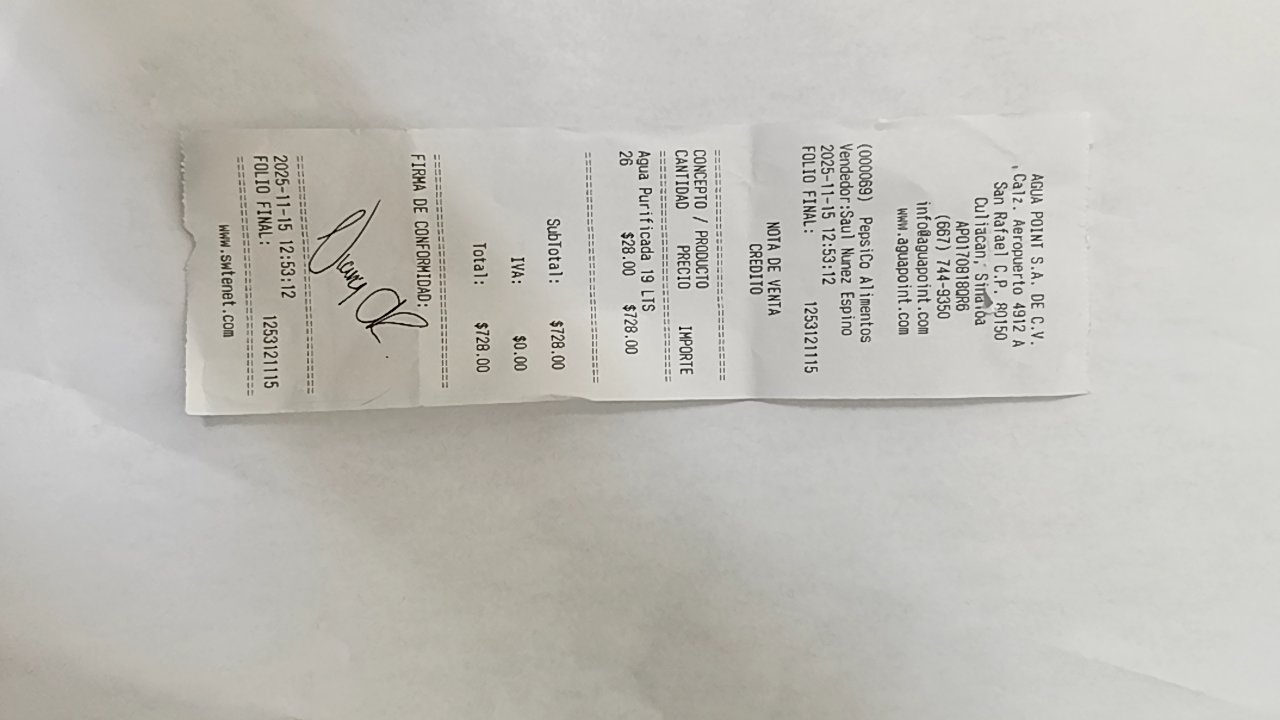 AGUA POINT S.A. DE C.V.
Calz. Aeropuerto 4912 A
San Rafael C.P. 80150
Culiacan, Sinaloa
APO170818QR6
(667) 744-9350
info@aguapoint.com
www.aguapoint.com
(000069) PepsiCo Alimentos
Vendedor:Saul Nunez Espino
2025-11-15 12:53:12
FOLIO FINAL: 1253121115
NOTA DE VENTA
CREDITO
CONCEPTO / PRODUCTO
CANTIDAD PRECIO IMPORTE
Agua Purificada 19 LTS
26 $28.00 $728.00
SubTotal: $728.00
IVA: $0.00
Total: $728.00
FIRMA DE CONFORMIDAD:
2025-11-15 12:53:12
FOLIO FINAL: 1253121115
www.swtenet.com